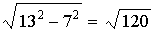 √(13² − 7²) = √120